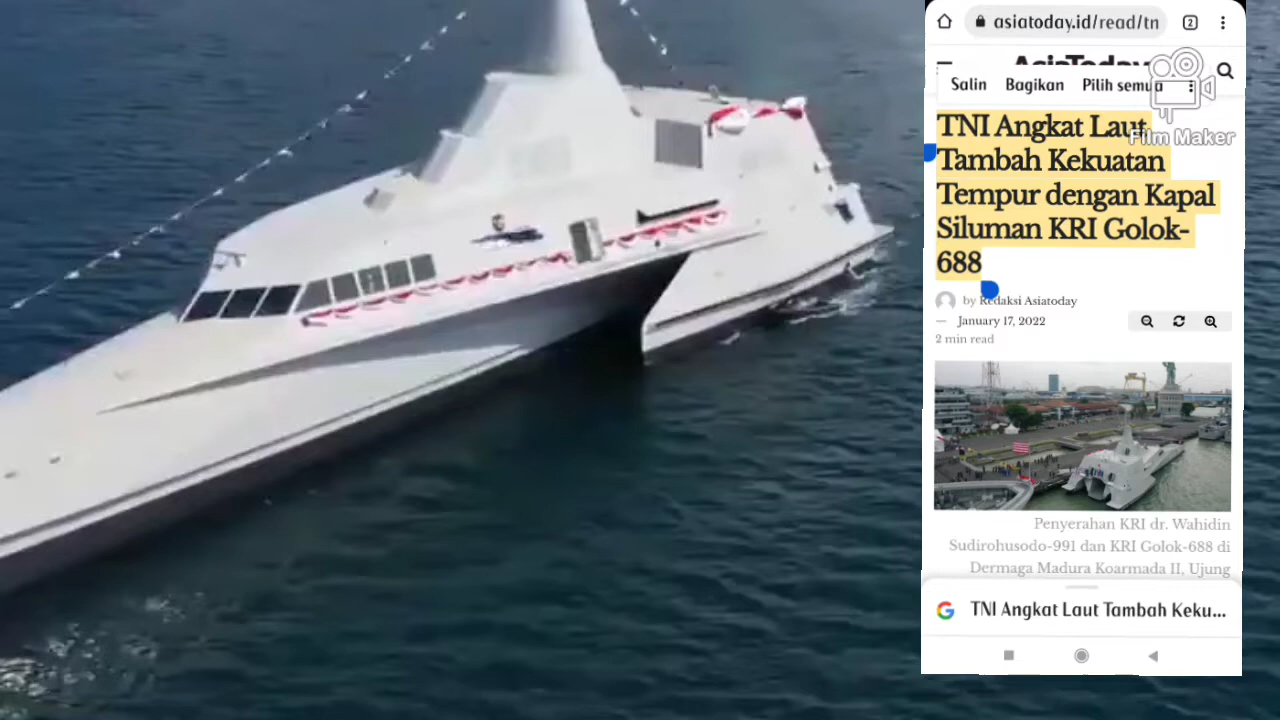 asiatoday.id/read/tn
2
AsiaToday
Salin Bagikan Pilih semua
Film Maker
TNI Angkat Laut
Tambah Kekuatan
Tempur dengan Kapal
Siluman KRI Golok-
688
by Redaksi Asiatoday
— January 17, 2022
2 min read
Penyerahan KRI dr. Wahidin
Sudirohusodo-991 dan KRI Golok-688 di
Dermaga Madura Koarmada II, Ujung
G TNI Angkat Laut Tambah Keku...